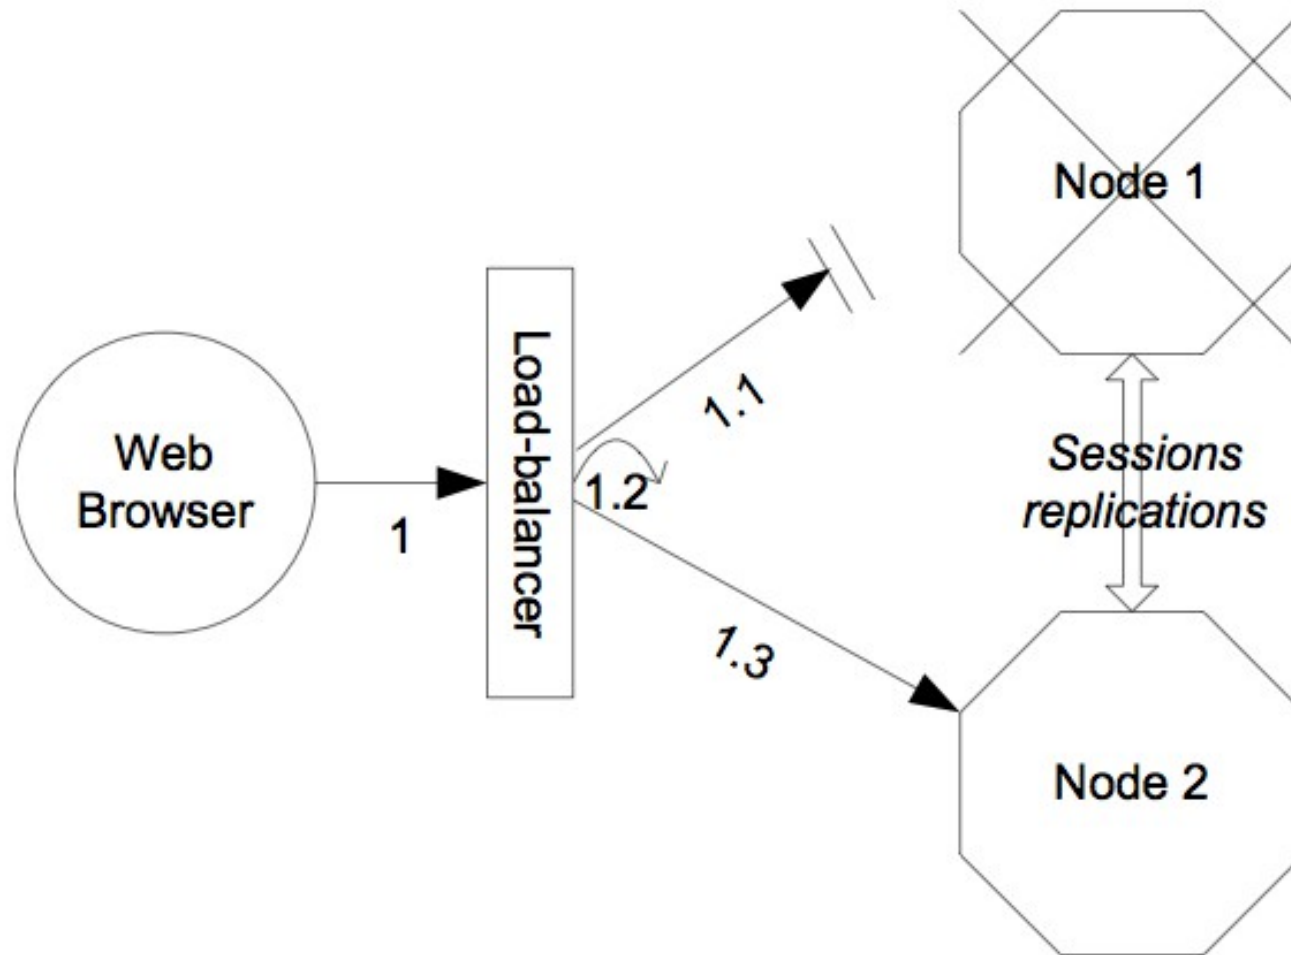 Node 1
Load-balancer
1.1
Web
Browser
1
1.2
Sessions
replications
1.3
Node 2